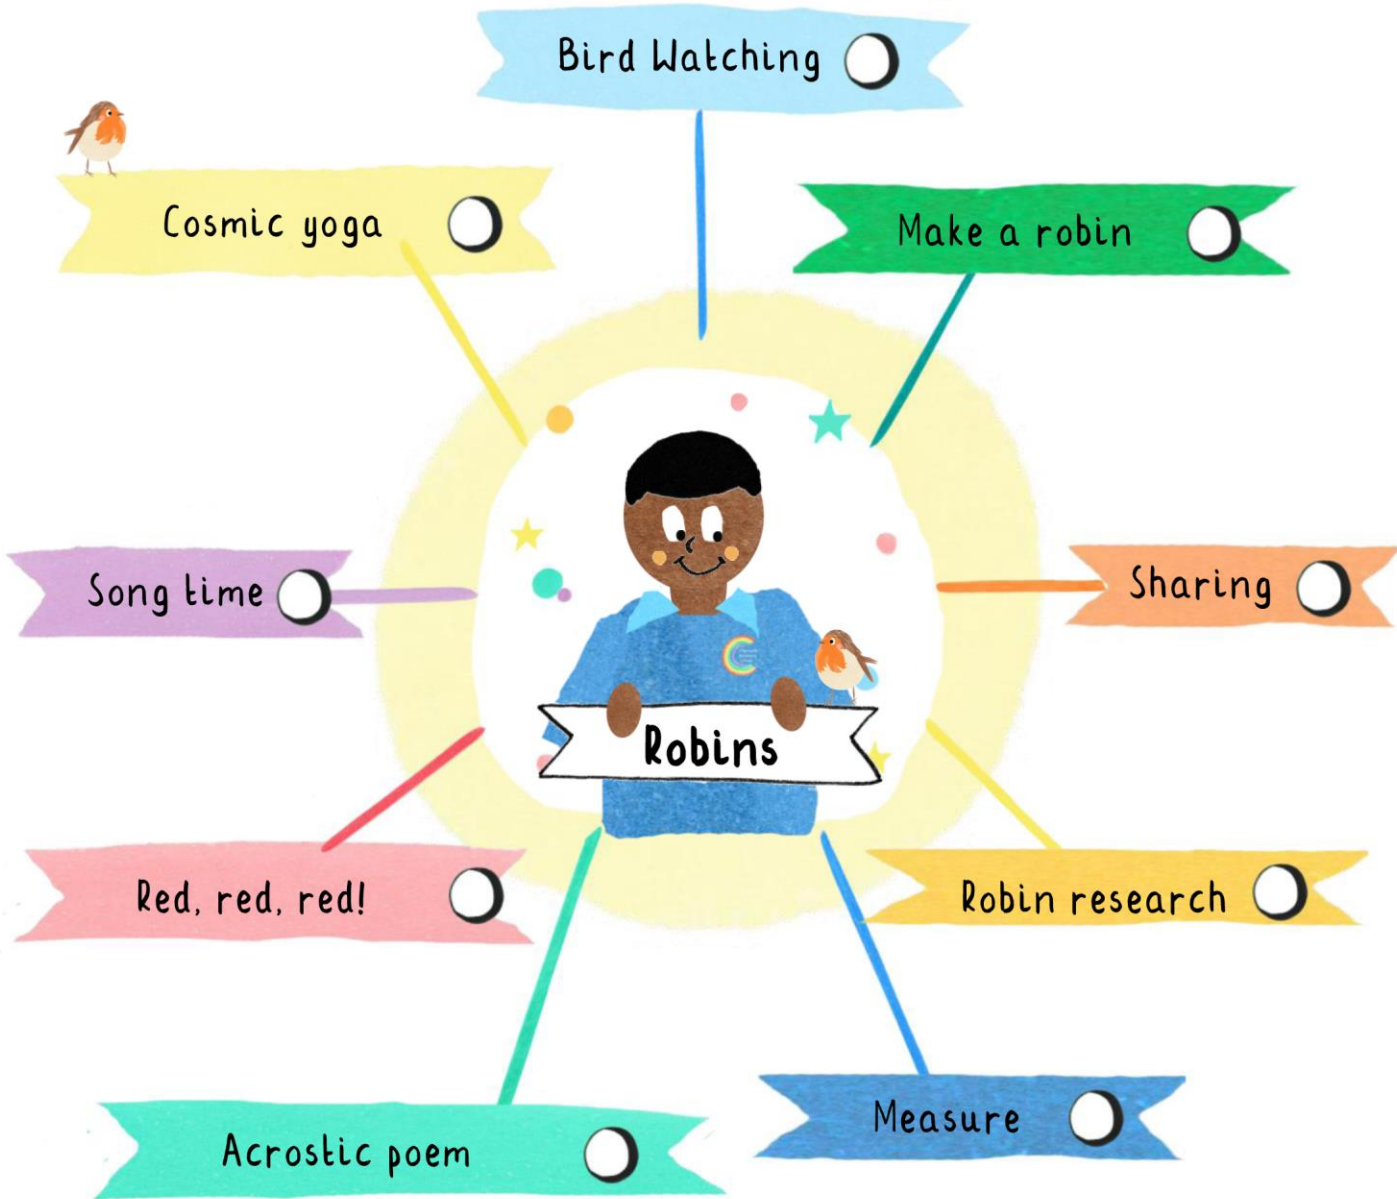 Bird Watching
Cosmic yoga
Make a robin
Song time
Sharing
Robins
Red, red, red!
Robin research
Acrostic poem
Measure